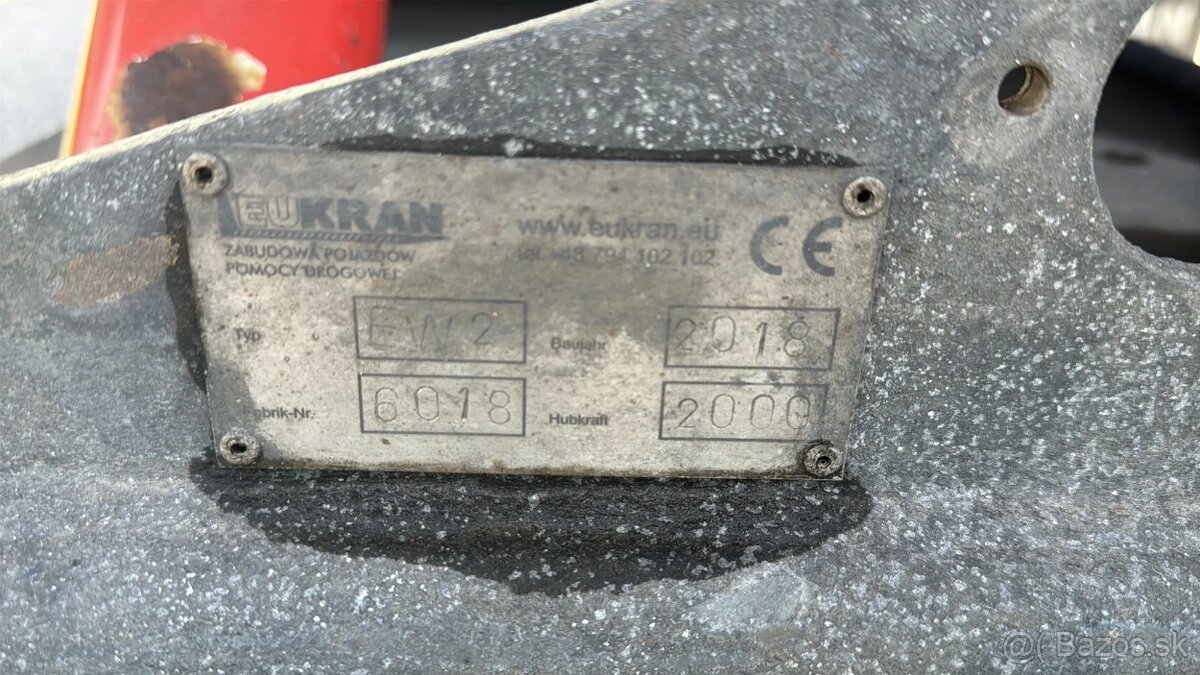 EUKRAN
ZABUDOWA POJAZDÓW
POMOCY DROGOWEJ
www.eukran.eu
tel. +48 794 102 102
CE
Typ EW2 Baujahr 2018
Fabrik-Nr. 6018 Hubkraft 2000
@( Bazos.sk